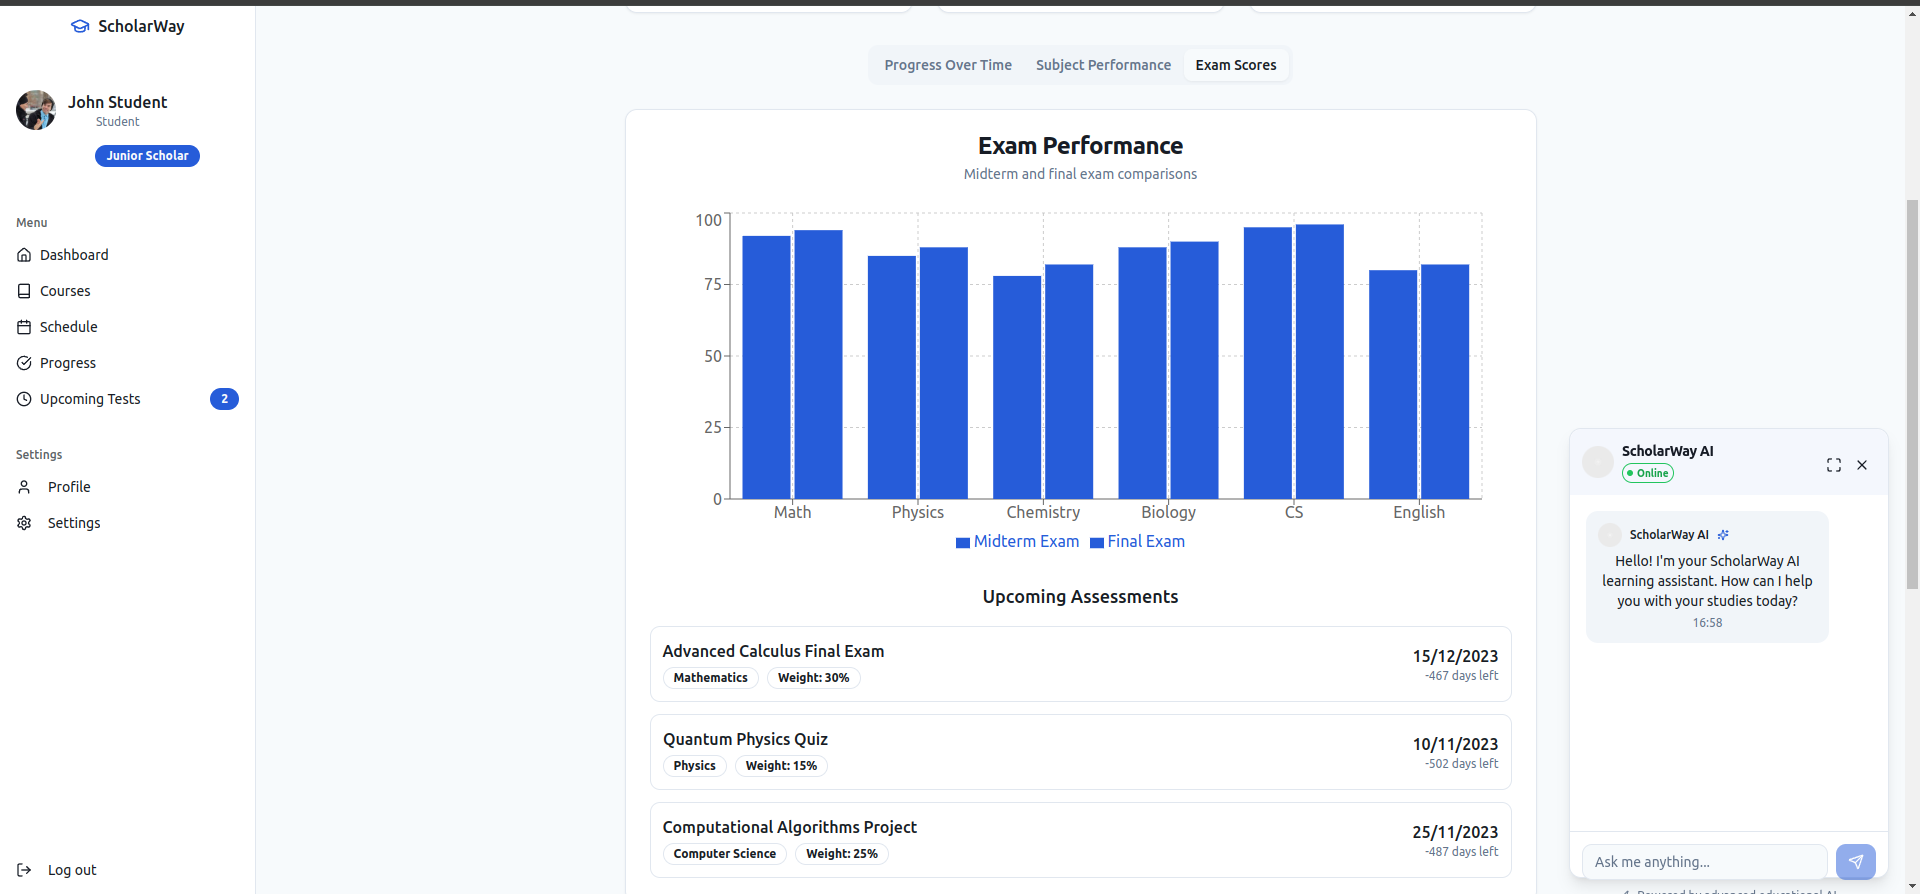 ScholarWay
John Student
Student
Junior Scholar
Menu
Dashboard
Courses
Schedule
Progress
Upcoming Tests 2
Settings
Profile
Settings
Log out
Progress Over Time Subject Performance Exam Scores
Exam Performance
Midterm and final exam comparisons
100
75
50
25
0
Math Physics Chemistry Biology CS English
Midterm Exam Final Exam
Upcoming Assessments
Advanced Calculus Final Exam
Mathematics Weight: 30%
15/12/2023
-467 days left
Quantum Physics Quiz
Physics Weight: 15%
10/11/2023
-502 days left
Computational Algorithms Project
Computer Science Weight: 25%
25/11/2023
-487 days left
ScholarWay AI
Online
ScholarWay AI
Hello! I'm your ScholarWay AI
learning assistant. How can I help
you with your studies today?
16:58
Ask me anything...
Powered by advanced educational AI